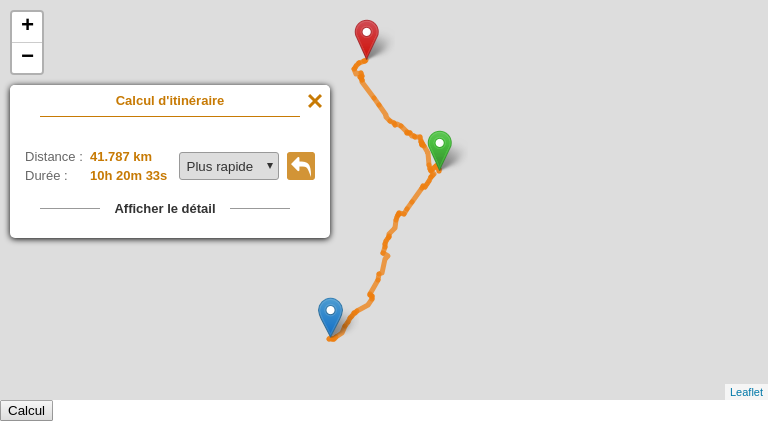 +
−
Calcul d'itinéraire
Distance : 41.787 km
Durée : 10h 20m 33s
Plus rapide
Afficher le détail
Leaflet
Calcul